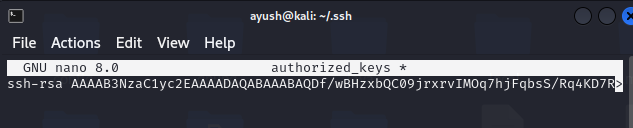 ayush@kali: ~/.ssh
File Actions Edit View Help
GNU nano 8.0 authorized_keys *
ssh-rsa AAAAB3NzaC1yc2EAAAADAQABAAABAQDf/wBHzxbQC09jrxrvIMOq7hjFqbsS/Rq4KD7R>